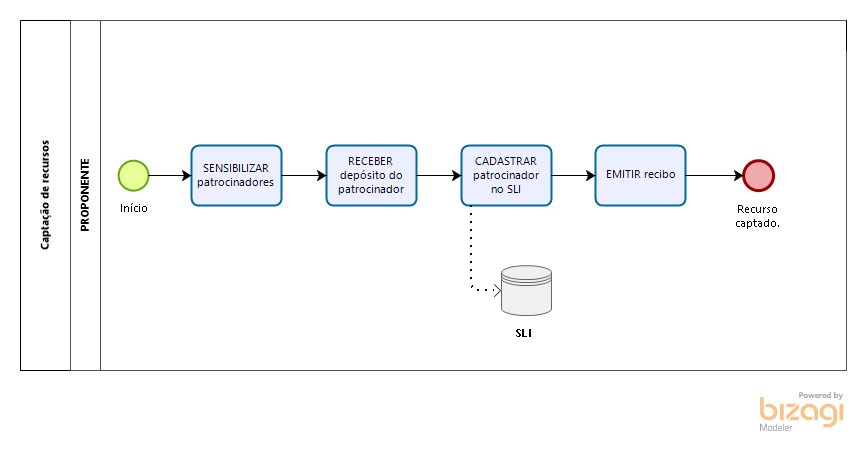 Captação de recursos
PROPONENTE
Início
SENSIBILIZAR
patrocinadores
RECEBER
depósito do
patrocinador
CADASTRAR
patrocinador
no SLI
EMITIR recibo
Recurso
captado.
SLI
Powered by
bizagi
Modeler